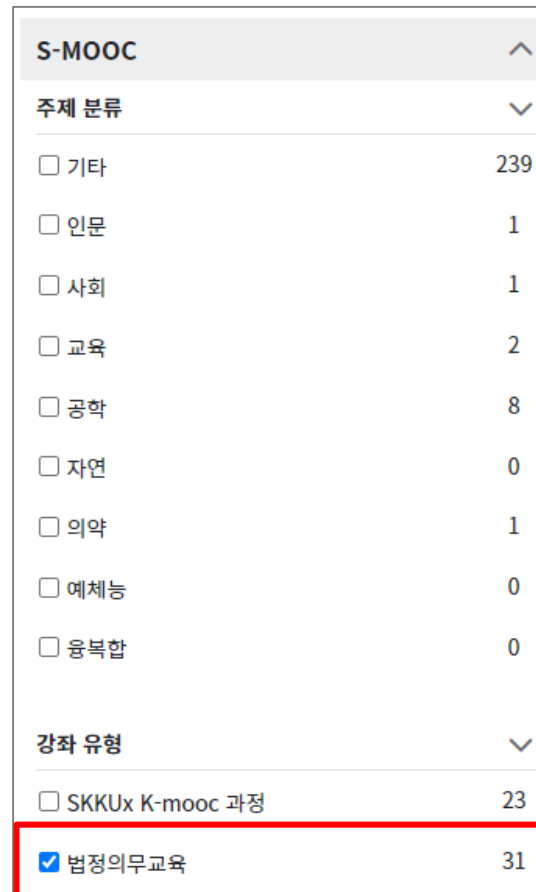 S-MOOC
주제 분류
기타 239
인문 1
사회 1
교육 2
공학 8
자연 0
의약 1
예체능 0
융복합 0
강좌 유형
SKKUx K-mooc 과정 23
법정의무교육 31